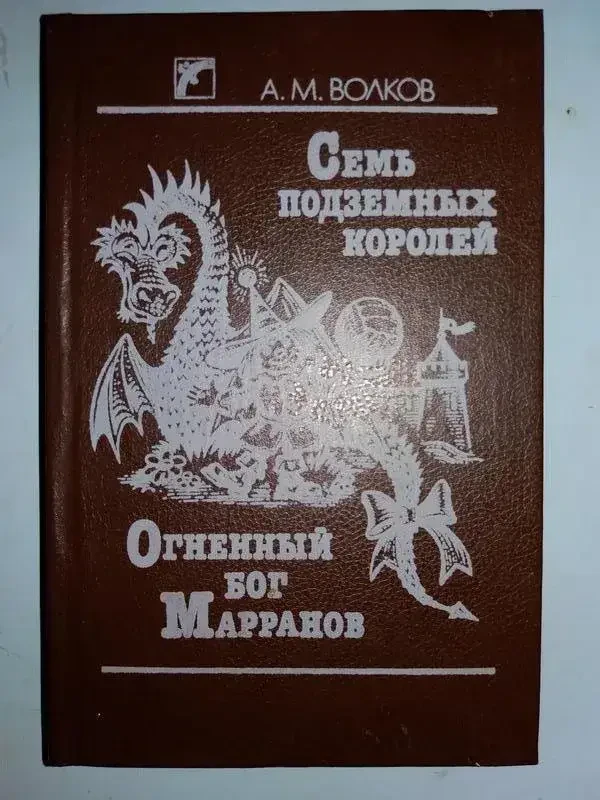 А. М. ВОЛКОВ
СЕМЬ
ПОДЗЕМНЫХ
КОРОЛЕЙ
ОГНЕННЫЙ
БОГ
МАРРАНОВ